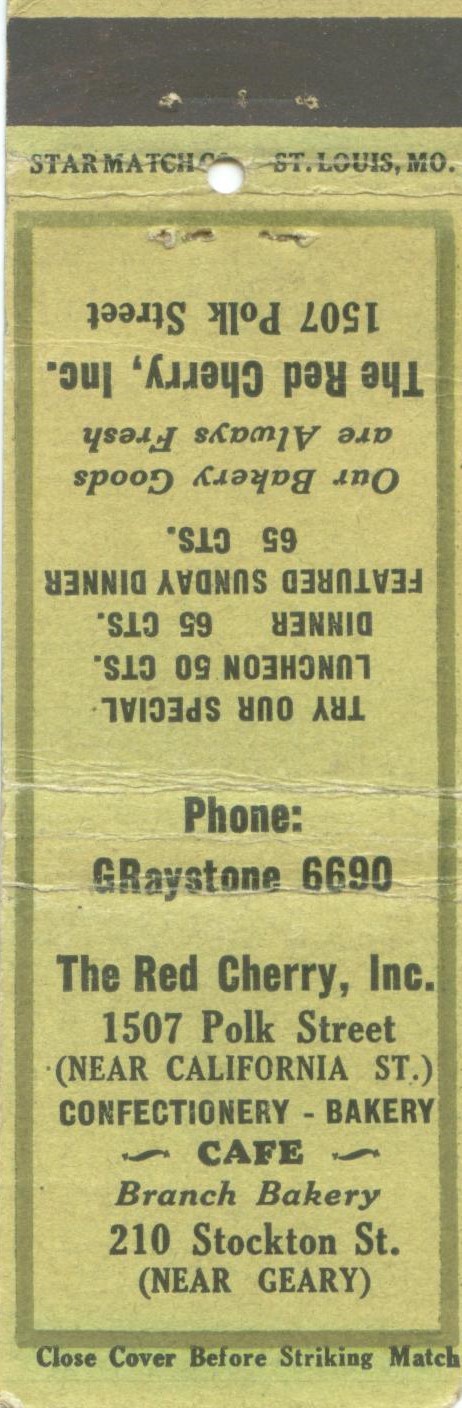 STAR MATCH CO. ST. LOUIS, MO.
TRY OUR SPECIAL
LUNCHEON 50 CTS.
DINNER 65 CTS.
FEATURED SUNDAY DINNER
65 CTS.
Our Bakery Goods
are Always Fresh
The Red Cherry, Inc.
1507 Polk Street
Phone:
GRaystone 6690
The Red Cherry, Inc.
1507 Polk Street
(NEAR CALIFORNIA ST.)
CONFECTIONERY - BAKERY
CAFE
Branch Bakery
210 Stockton St.
(NEAR GEARY)
Close Cover Before Striking Match